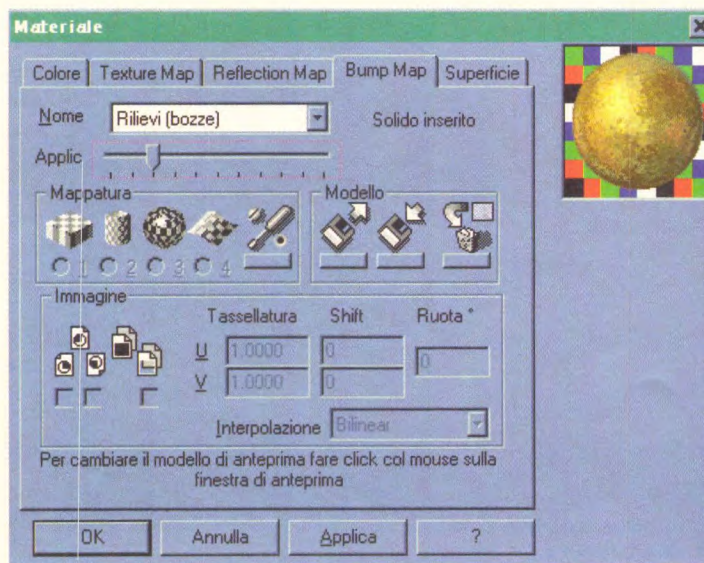 Materiale
Colore Texture Map Reflection Map Bump Map Superficie
Nome Rilievi (bozze) Solido inserito
Applic
Mappatura Modello
1 2 3 4
Immagine
Tassellatura Shift Ruota °
U 1.0000 0 0
V 1.0000 0
Interpolazione Bilinear
Per cambiare il modello di anteprima fare click col mouse sulla
finestra di anteprima
OK Annulla Applica ?